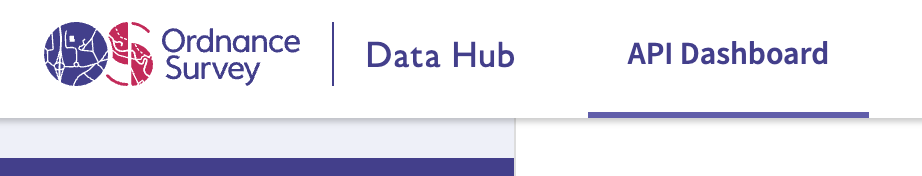 Ordnance
Survey
Data Hub
API Dashboard